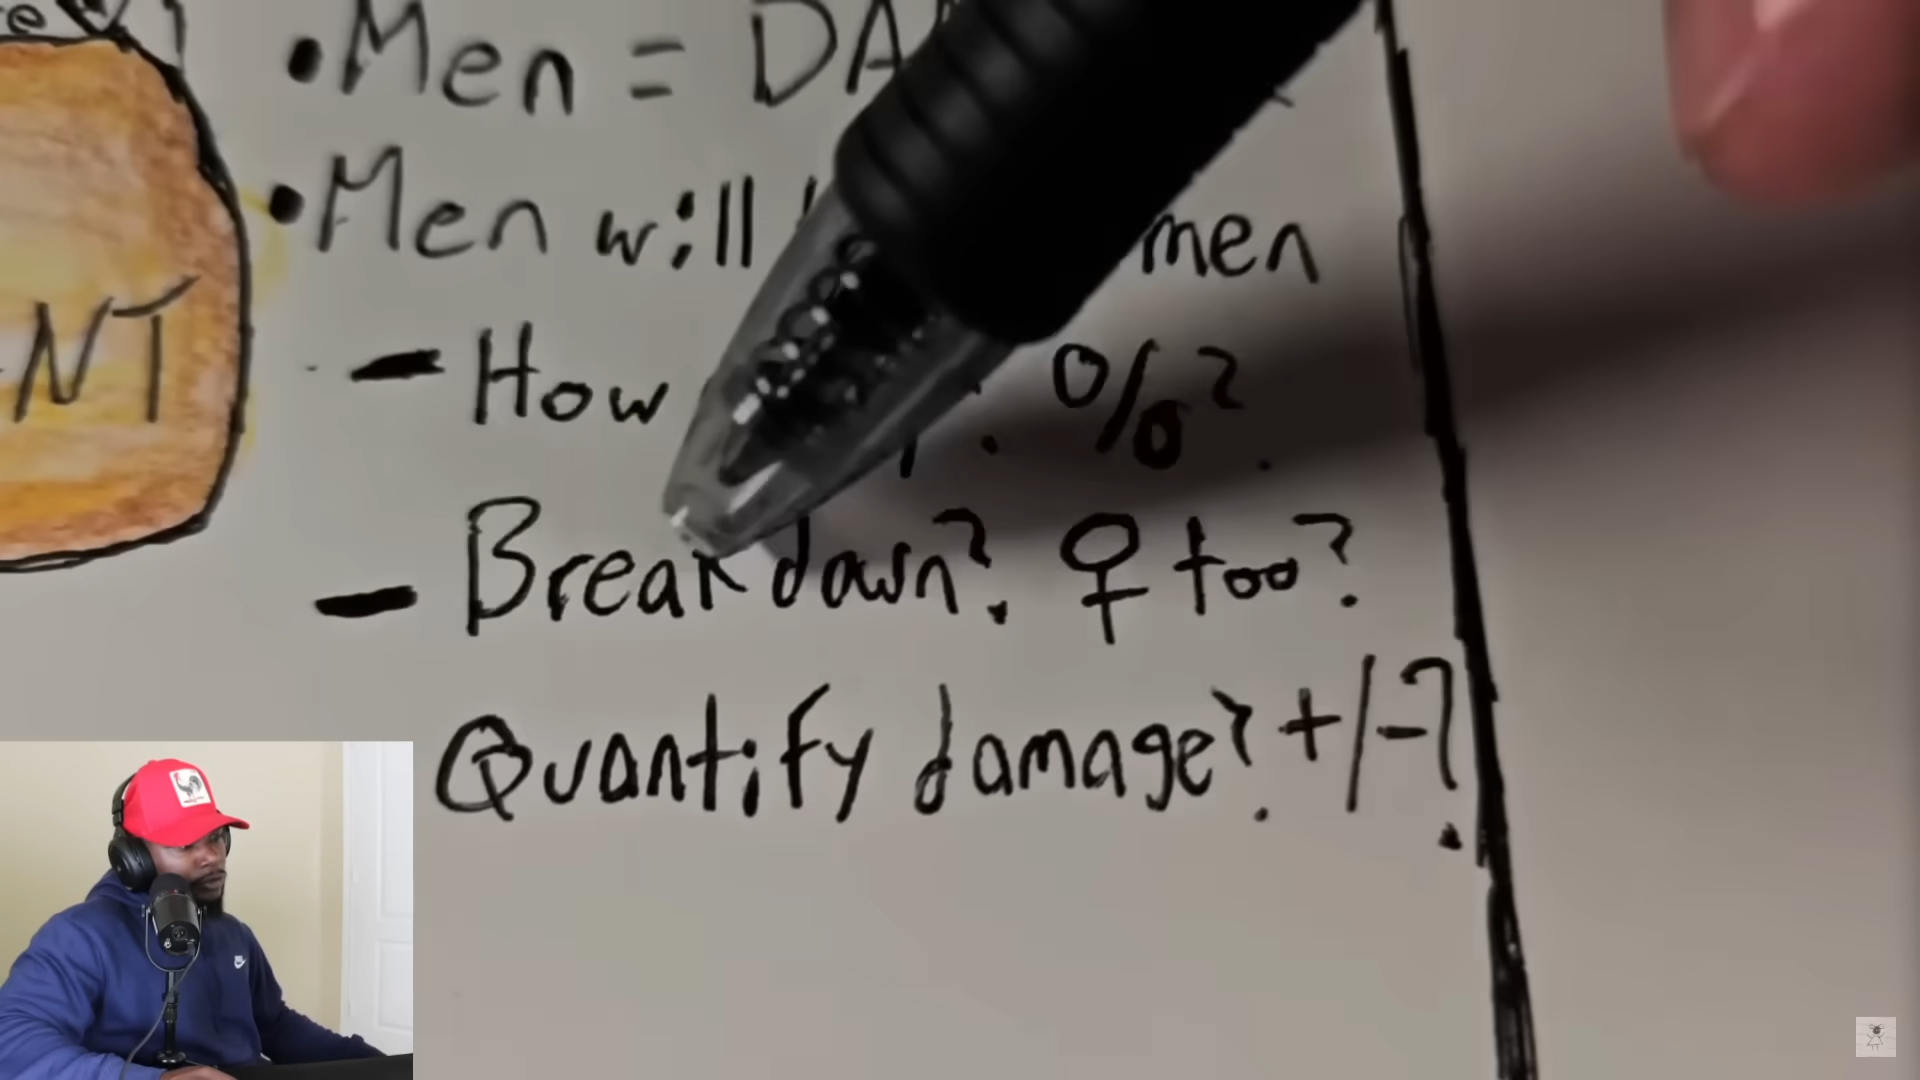 • Men = DA
• Men will men
- How %?
- Breakdown? ♀ too?
Quantify damage? +/-?
NT